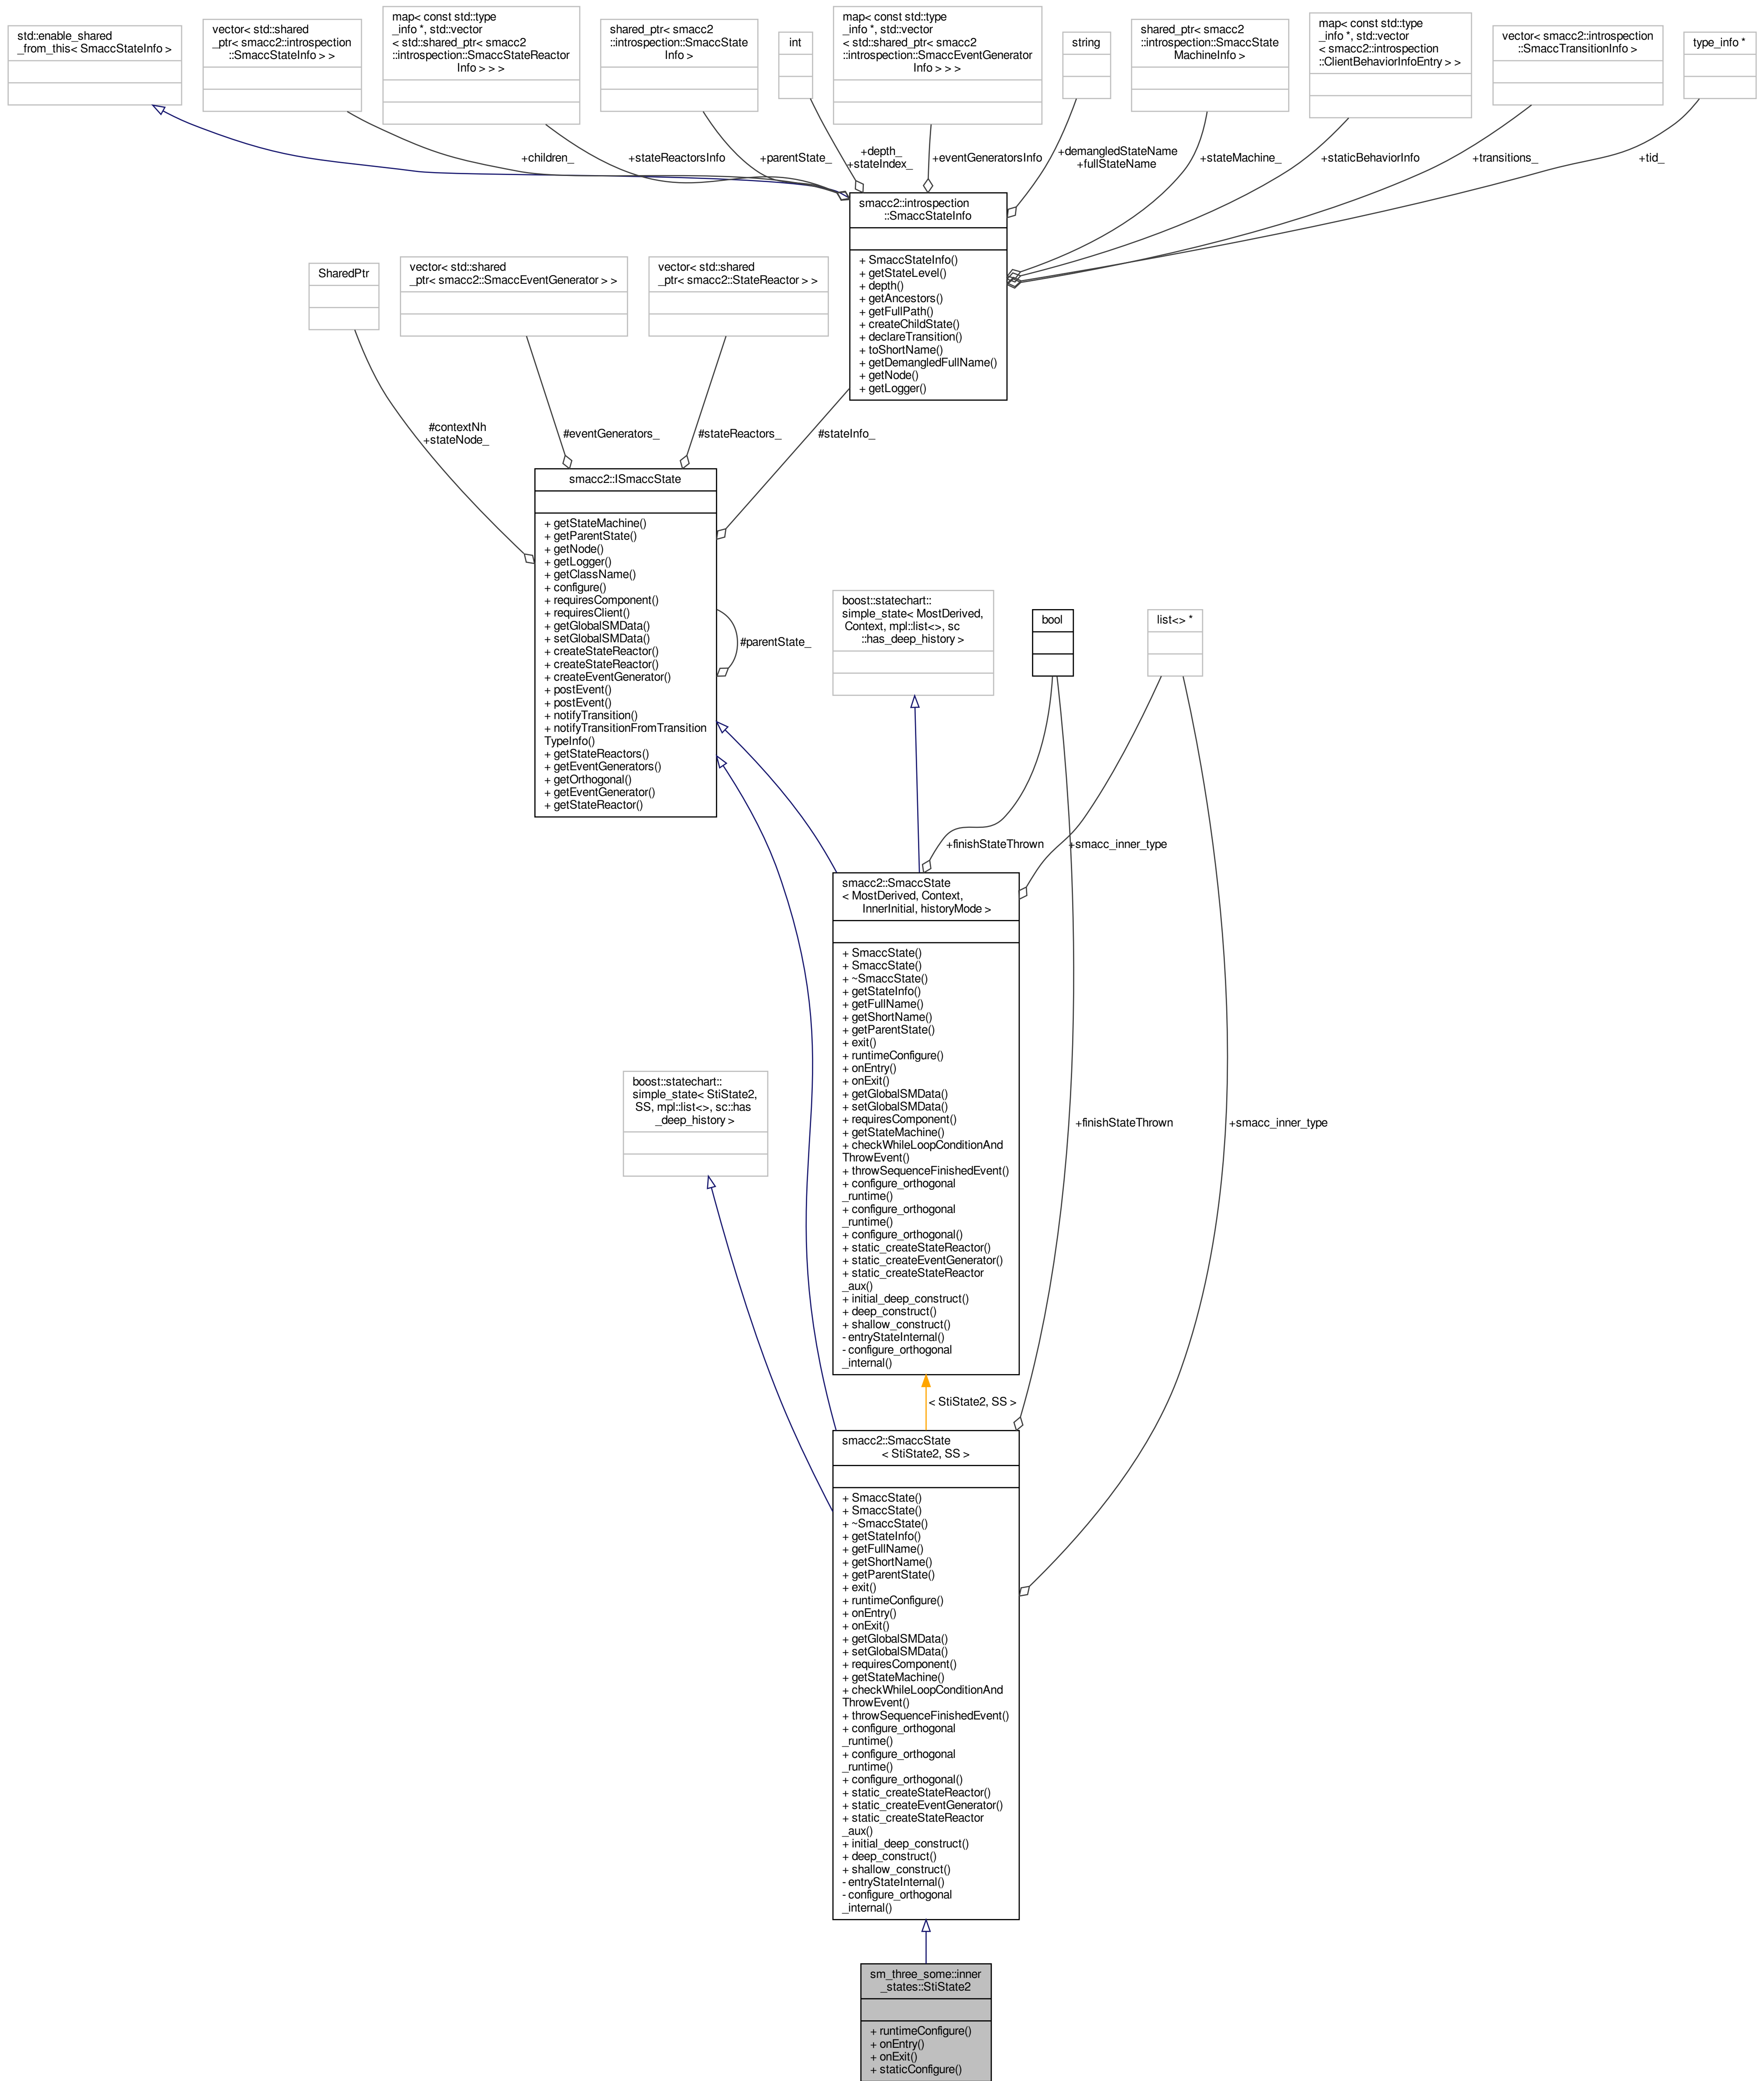 std::enable_shared
_from_this< SmaccStateInfo >
vector< std::shared
_ptr< smacc2::introspection
::SmaccStateInfo > >
map< const std::type
_info *, std::vector
< std::shared_ptr< smacc2
::introspection::SmaccStateReactor
Info > > >
shared_ptr< smacc2
::introspection::SmaccState
Info >
int
map< const std::type
_info *, std::vector
< std::shared_ptr< smacc2
::introspection::SmaccEventGenerator
Info > > >
string
shared_ptr< smacc2
::introspection::SmaccState
MachineInfo >
map< const std::type
_info *, std::vector
< smacc2::introspection
::ClientBehaviorInfoEntry > >
vector< smacc2::introspection
::SmaccTransitionInfo >
type_info *
+children_
+stateReactorsInfo
+parentState_
+depth_
+stateIndex_
+eventGeneratorsInfo
+demangledStateName
+fullStateName
+stateMachine_
+staticBehaviorInfo
+transitions_
+tid_
smacc2::introspection
::SmaccStateInfo
+ SmaccStateInfo()
+ getStateLevel()
+ depth()
+ getAncestors()
+ getFullPath()
+ createChildState()
+ declareTransition()
+ toShortName()
+ getDemangledFullName()
+ getNode()
+ getLogger()
SharedPtr
vector< std::shared
_ptr< smacc2::SmaccEventGenerator > >
vector< std::shared
_ptr< smacc2::StateReactor > >
#contextNh
+stateNode_
#eventGenerators_
#stateReactors_
#stateInfo_
smacc2::ISmaccState
+ getStateMachine()
+ getParentState()
+ getNode()
+ getLogger()
+ getClassName()
+ configure()
+ requiresComponent()
+ requiresClient()
+ getGlobalSMData()
+ setGlobalSMData()
+ createStateReactor()
+ createStateReactor()
+ createEventGenerator()
+ postEvent()
+ postEvent()
+ notifyTransition()
+ notifyTransitionFromTransition
TypeInfo()
+ getStateReactors()
+ getEventGenerators()
+ getOrthogonal()
+ getEventGenerator()
+ getStateReactor()
#parentState_
boost::statechart::
simple_state< MostDerived,
Context, mpl::list<>, sc
::has_deep_history >
bool
list<> *
+finishStateThrown
+smacc_inner_type
smacc2::SmaccState
< MostDerived, Context,
InnerInitial, historyMode >
+ SmaccState()
+ SmaccState()
+ ~SmaccState()
+ getStateInfo()
+ getFullName()
+ getShortName()
+ getParentState()
+ exit()
+ runtimeConfigure()
+ onEntry()
+ onExit()
+ getGlobalSMData()
+ setGlobalSMData()
+ requiresComponent()
+ getStateMachine()
+ checkWhileLoopConditionAnd
ThrowEvent()
+ throwSequenceFinishedEvent()
+ configure_orthogonal
_runtime()
+ configure_orthogonal
_runtime()
+ configure_orthogonal()
+ static_createStateReactor()
+ static_createEventGenerator()
+ static_createStateReactor
_aux()
+ initial_deep_construct()
+ deep_construct()
+ shallow_construct()
- entryStateInternal()
- configure_orthogonal
_internal()
boost::statechart::
simple_state< StiState2,
SS, mpl::list<>, sc::has
_deep_history >
+finishStateThrown
+smacc_inner_type
< StiState2, SS >
smacc2::SmaccState
< StiState2, SS >
+ SmaccState()
+ SmaccState()
+ ~SmaccState()
+ getStateInfo()
+ getFullName()
+ getShortName()
+ getParentState()
+ exit()
+ runtimeConfigure()
+ onEntry()
+ onExit()
+ getGlobalSMData()
+ setGlobalSMData()
+ requiresComponent()
+ getStateMachine()
+ checkWhileLoopConditionAnd
ThrowEvent()
+ throwSequenceFinishedEvent()
+ configure_orthogonal
_runtime()
+ configure_orthogonal
_runtime()
+ configure_orthogonal()
+ static_createStateReactor()
+ static_createEventGenerator()
+ static_createStateReactor
_aux()
+ initial_deep_construct()
+ deep_construct()
+ shallow_construct()
- entryStateInternal()
- configure_orthogonal
_internal()
sm_three_some::inner
_states::StiState2
+ runtimeConfigure()
+ onEntry()
+ onExit()
+ staticConfigure()